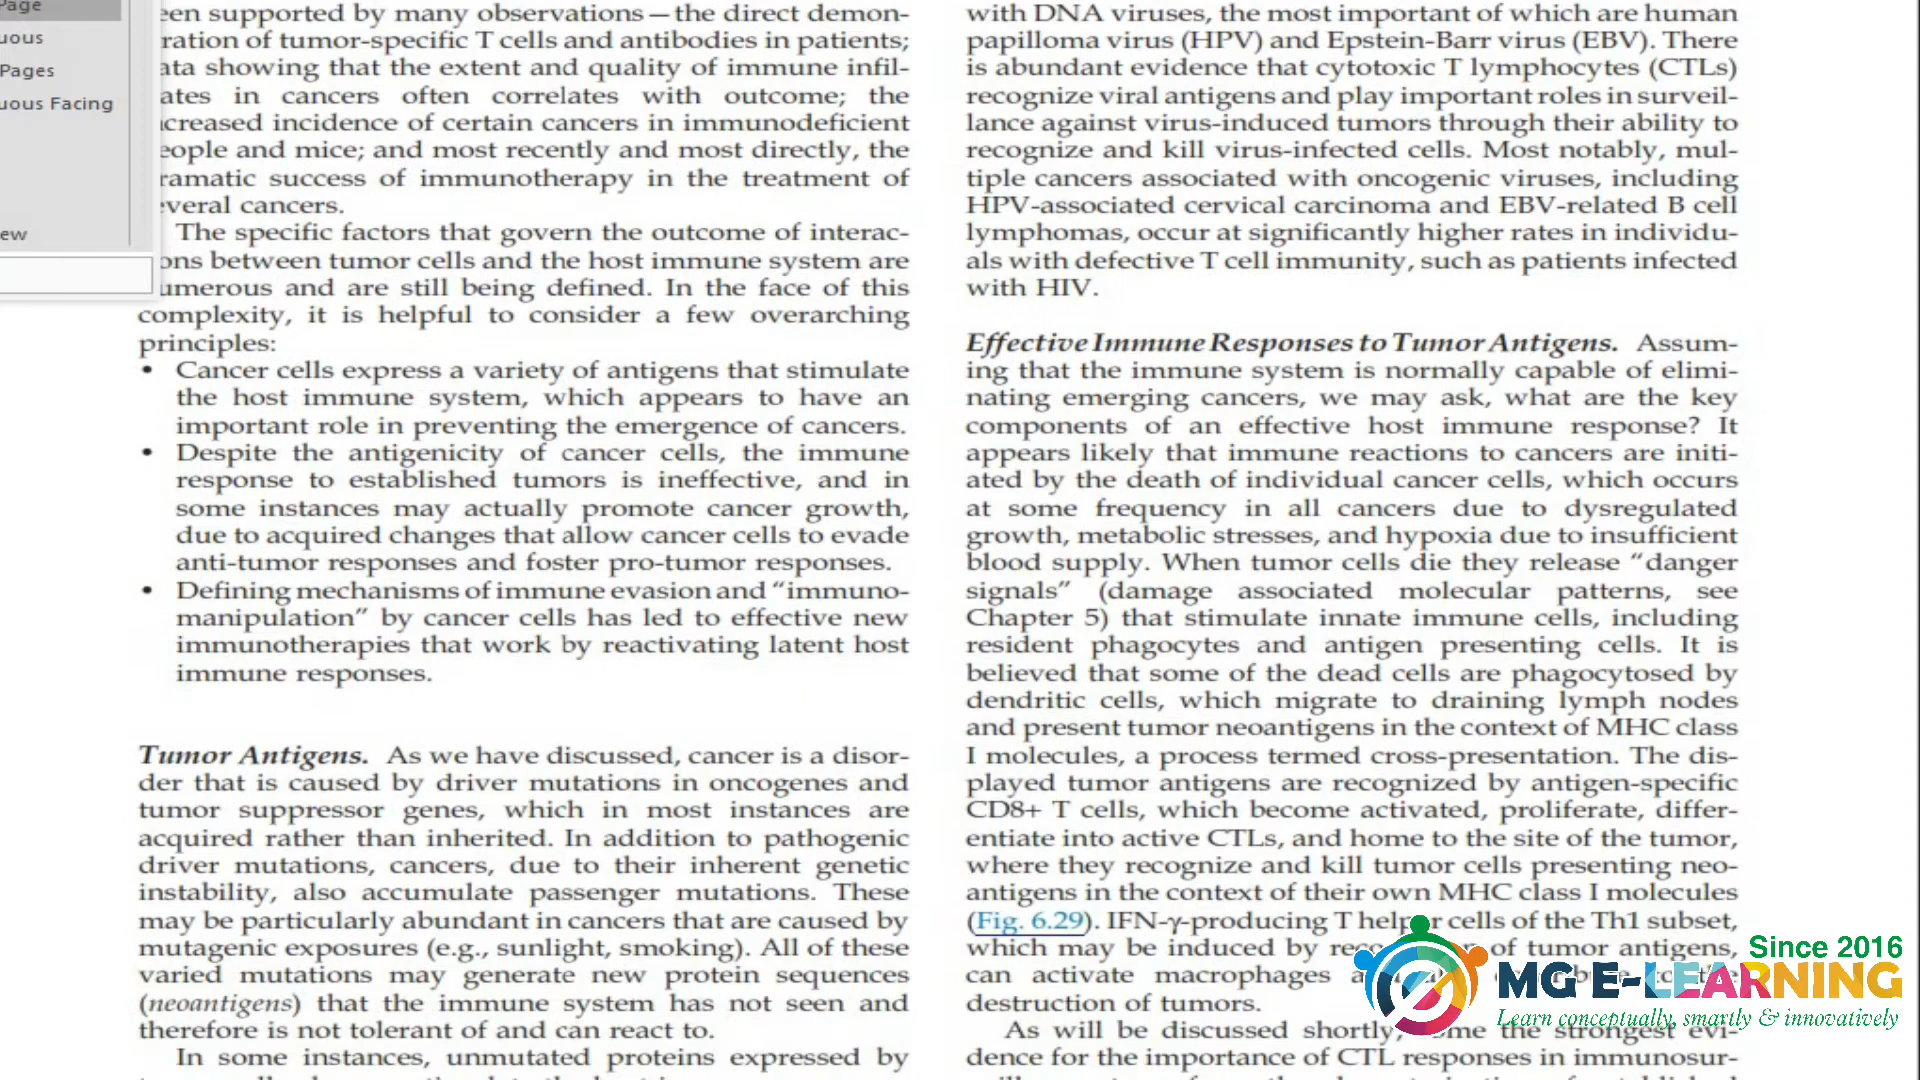 Page
uous
Pages
uous Facing
ew
een supported by many observations—the direct demon-
ration of tumor-specific T cells and antibodies in patients;
ata showing that the extent and quality of immune infil-
ates in cancers often correlates with outcome; the
creased incidence of certain cancers in immunodeficient
eople and mice; and most recently and most directly, the
ramatic success of immunotherapy in the treatment of
everal cancers.
The specific factors that govern the outcome of interac-
ons between tumor cells and the host immune system are
umerous and are still being defined. In the face of this
complexity, it is helpful to consider a few overarching
principles:
• Cancer cells express a variety of antigens that stimulate
the host immune system, which appears to have an
important role in preventing the emergence of cancers.
• Despite the antigenicity of cancer cells, the immune
response to established tumors is ineffective, and in
some instances may actually promote cancer growth,
due to acquired changes that allow cancer cells to evade
anti-tumor responses and foster pro-tumor responses.
• Defining mechanisms of immune evasion and “immuno-
manipulation” by cancer cells has led to effective new
immunotherapies that work by reactivating latent host
immune responses.
Tumor Antigens. As we have discussed, cancer is a disor-
der that is caused by driver mutations in oncogenes and
tumor suppressor genes, which in most instances are
acquired rather than inherited. In addition to pathogenic
driver mutations, cancers, due to their inherent genetic
instability, also accumulate passenger mutations. These
may be particularly abundant in cancers that are caused by
mutagenic exposures (e.g., sunlight, smoking). All of these
varied mutations may generate new protein sequences
(neoantigens) that the immune system has not seen and
therefore is not tolerant of and can react to.
In some instances, unmutated proteins expressed by
with DNA viruses, the most important of which are human
papilloma virus (HPV) and Epstein-Barr virus (EBV). There
is abundant evidence that cytotoxic T lymphocytes (CTLs)
recognize viral antigens and play important roles in surveil-
lance against virus-induced tumors through their ability to
recognize and kill virus-infected cells. Most notably, mul-
tiple cancers associated with oncogenic viruses, including
HPV-associated cervical carcinoma and EBV-related B cell
lymphomas, occur at significantly higher rates in individu-
als with defective T cell immunity, such as patients infected
with HIV.
Effective Immune Responses to Tumor Antigens. Assum-
ing that the immune system is normally capable of elimi-
nating emerging cancers, we may ask, what are the key
components of an effective host immune response? It
appears likely that immune reactions to cancers are initi-
ated by the death of individual cancer cells, which occurs
at some frequency in all cancers due to dysregulated
growth, metabolic stresses, and hypoxia due to insufficient
blood supply. When tumor cells die they release “danger
signals” (damage associated molecular patterns, see
Chapter 5) that stimulate innate immune cells, including
resident phagocytes and antigen presenting cells. It is
believed that some of the dead cells are phagocytosed by
dendritic cells, which migrate to draining lymph nodes
and present tumor neoantigens in the context of MHC class
I molecules, a process termed cross-presentation. The dis-
played tumor antigens are recognized by antigen-specific
CD8+ T cells, which become activated, proliferate, differ-
entiate into active CTLs, and home to the site of the tumor,
where they recognize and kill tumor cells presenting neo-
antigens in the context of their own MHC class I molecules
(Fig. 6.29). IFN-γ-producing T helper cells of the Th1 subset,
which may be induced by of tumor antigens,
can activate macrophages
destruction of tumors.
As will be discussed shortly, the strongest evi-
dence for the importance of CTL responses in immunosur-
Since 2016
MG E-LEARNING
Learn conceptually, smartly & innovatively